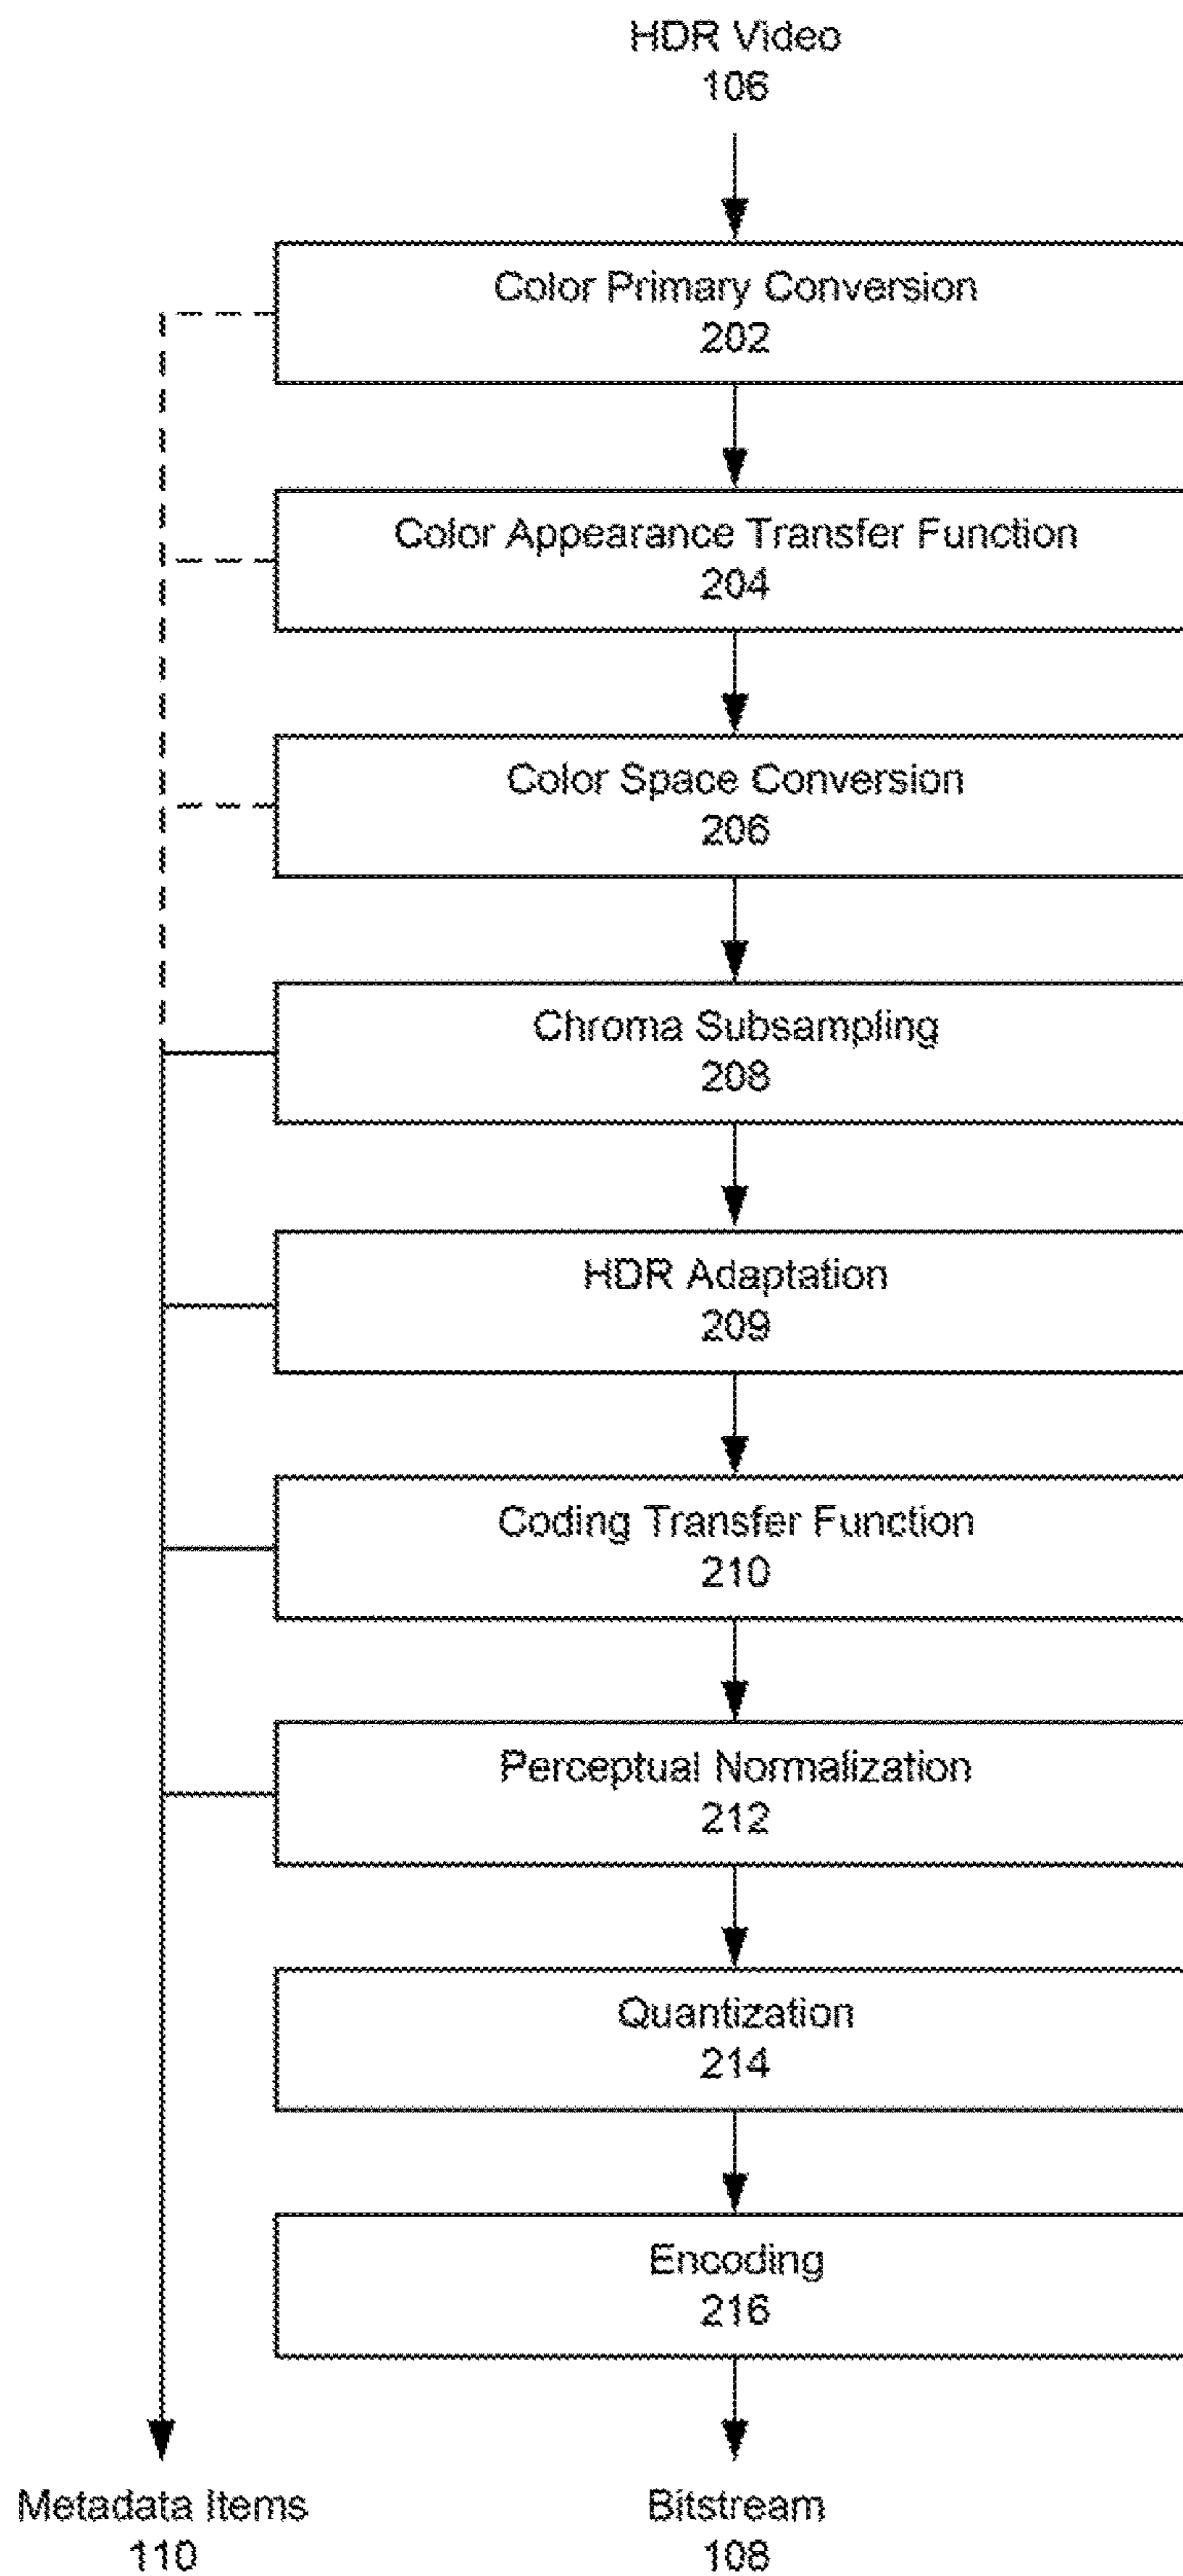 HDR Video
106
Color Primary Conversion
202
Color Appearance Transfer Function
204
Color Space Conversion
206
Chroma Subsampling
208
HDR Adaptation
209
Coding Transfer Function
210
Perceptual Normalization
212
Quantization
214
Encoding
216
Metadata Items
110
Bitstream
108